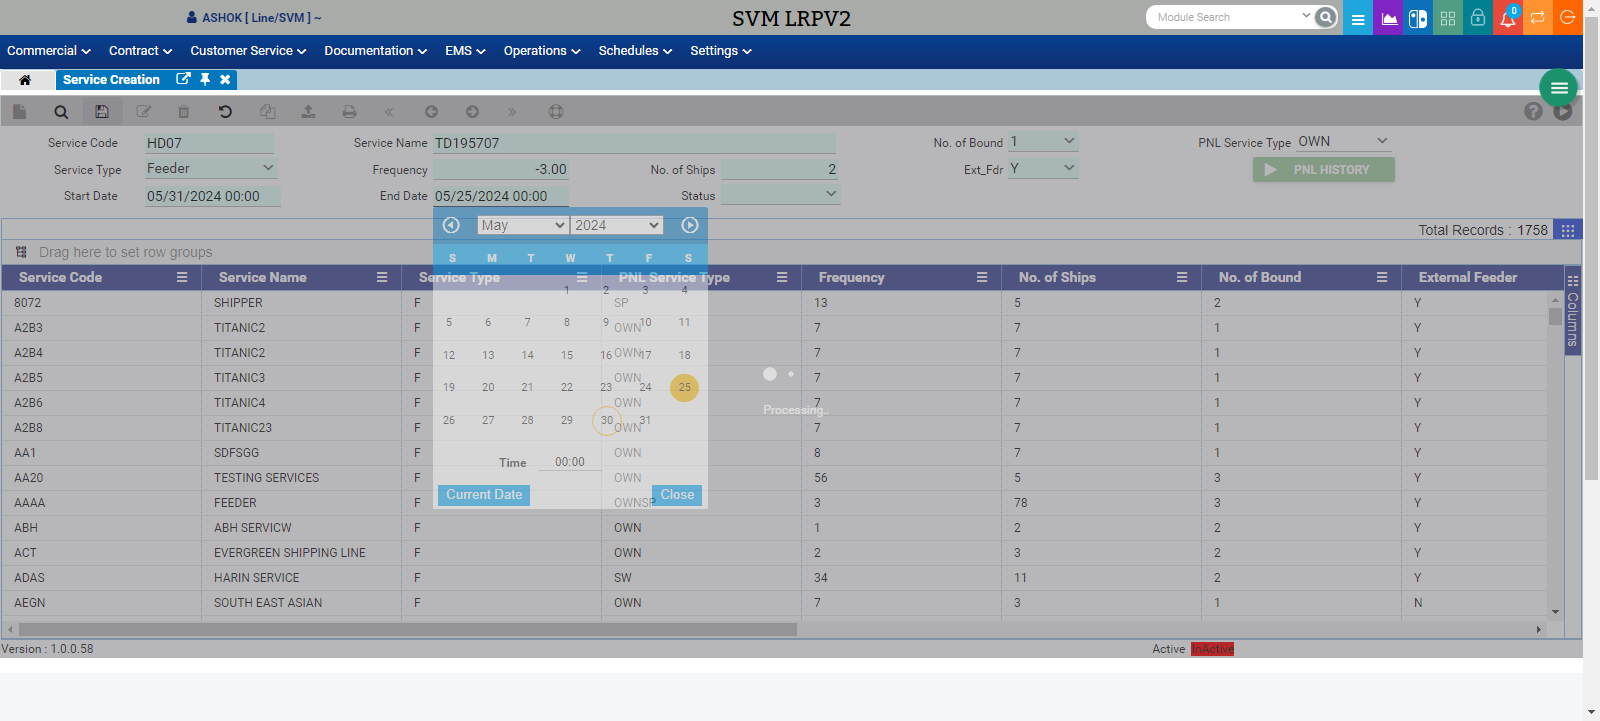 ASHOK [ Line/SVM ] ~ SVM LRPV2 Module Search 0
Commercial Contract Customer Service Documentation EMS Operations Schedules Settings
Service Creation
Service Code HD07 Service Name TD195707 No. of Bound 1 PNL Service Type OWN
Service Type Feeder Frequency -3.00 No. of Ships 2 Ext_Fdr Y PNL HISTORY
Start Date 05/31/2024 00:00 End Date 05/25/2024 00:00 Status
May 2024
Total Records : 1758
Drag here to set row groups
S M T W T F S
Service Code Service Name Service Type PNL Service Type Frequency No. of Ships No. of Bound External Feeder
Columns
1 2 3 4
8072 SHIPPER F SP 13 5 2 Y
5 6 7 8 9 10 11
A2B3 TITANIC2 F OWN 7 7 1 Y
12 13 14 15 16 17 18
A2B4 TITANIC2 F OWN 7 7 1 Y
A2B5 TITANIC3 F OWN 7 7 1 Y
19 20 21 22 23 24 25
A2B6 TITANIC4 F OWN 7 7 1 Y
Processing..
26 27 28 29 30 31
A2B8 TITANIC23 F OWN 7 7 1 Y
AA1 SDFSGG F OWN 8 7 1 Y
Time 00:00
AA20 TESTING SERVICES F OWN 56 5 3 Y
Current Date Close
AAAA FEEDER F OWNSP 3 78 3 Y
ABH ABH SERVICW F OWN 1 2 2 Y
ACT EVERGREEN SHIPPING LINE F OWN 2 3 2 Y
ADAS HARIN SERVICE F SW 34 11 2 Y
AEGN SOUTH EAST ASIAN F OWN 7 3 1 N
Version : 1.0.0.58 Active InActive